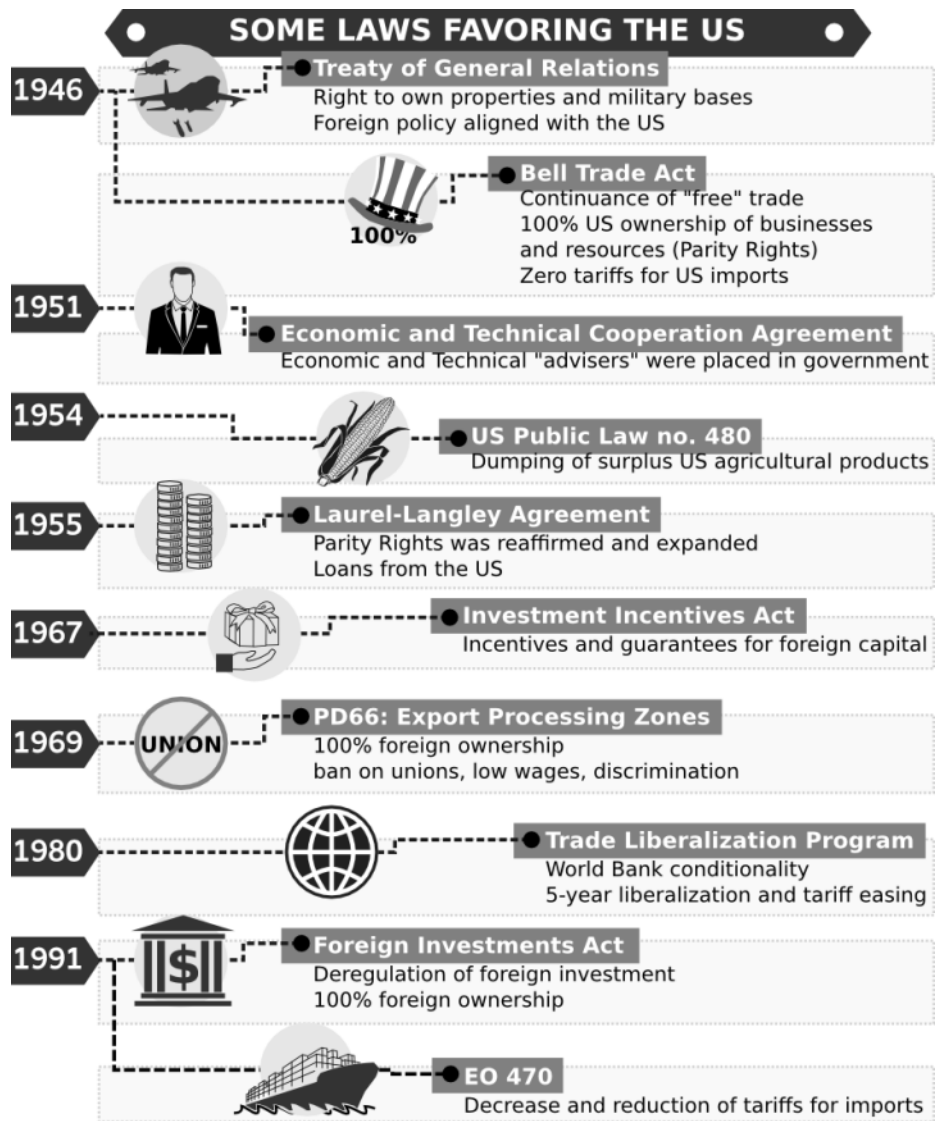 SOME LAWS FAVORING THE US
1946
Treaty of General Relations
Right to own properties and military bases
Foreign policy aligned with the US
Bell Trade Act
Continuance of "free" trade
100% US ownership of businesses
and resources (Parity Rights)
Zero tariffs for US imports
100%
1951
Economic and Technical Cooperation Agreement
Economic and Technical "advisers" were placed in government
1954
US Public Law no. 480
Dumping of surplus US agricultural products
1955
Laurel-Langley Agreement
Parity Rights was reaffirmed and expanded
Loans from the US
1967
Investment Incentives Act
Incentives and guarantees for foreign capital
1969
UNION
PD66: Export Processing Zones
100% foreign ownership
ban on unions, low wages, discrimination
1980
Trade Liberalization Program
World Bank conditionality
5-year liberalization and tariff easing
1991
$
Foreign Investments Act
Deregulation of foreign investment
100% foreign ownership
EO 470
Decrease and reduction of tariffs for imports